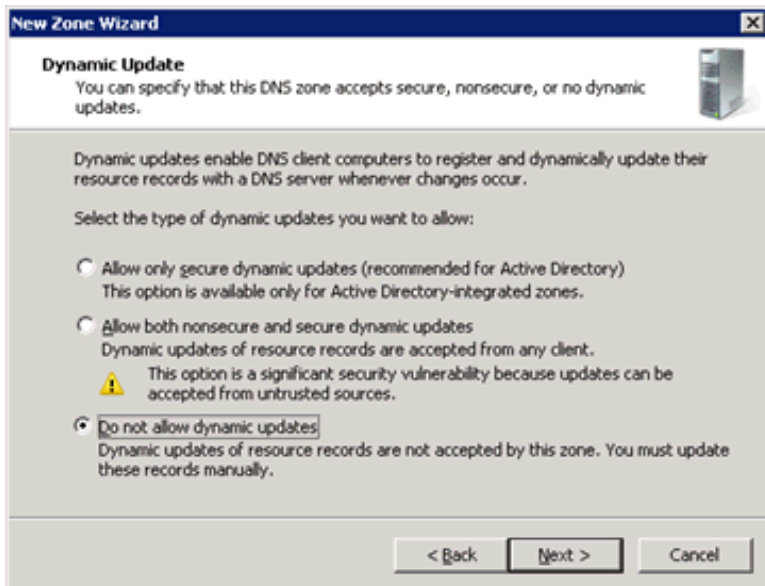 New Zone Wizard
Dynamic Update
You can specify that this DNS zone accepts secure, nonsecure, or no dynamic
updates.
Dynamic updates enable DNS client computers to register and dynamically update their
resource records with a DNS server whenever changes occur.
Select the type of dynamic updates you want to allow:
Allow only secure dynamic updates (recommended for Active Directory)
This option is available only for Active Directory-integrated zones.
Allow both nonsecure and secure dynamic updates
Dynamic updates of resource records are accepted from any client.
This option is a significant security vulnerability because updates can be
accepted from untrusted sources.
Do not allow dynamic updates
Dynamic updates of resource records are not accepted by this zone. You must update
these records manually.
< Back Next > Cancel